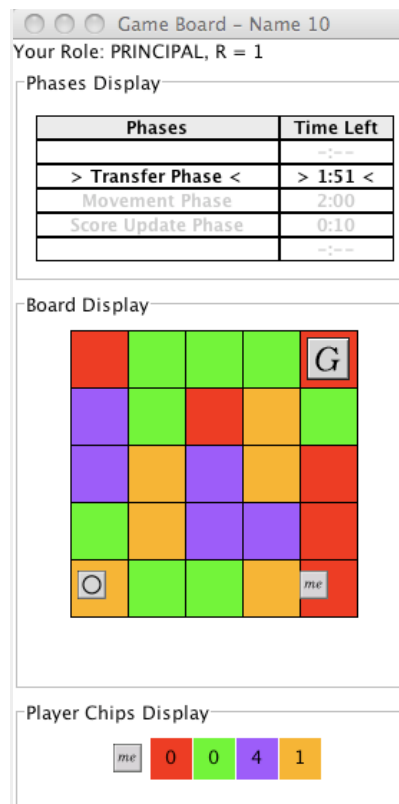 Game Board – Name 10
Your Role: PRINCIPAL, R = 1
Phases Display
Phases Time Left
-:--
> Transfer Phase < > 1:51 <
Movement Phase 2:00
Score Update Phase 0:10
-:--
Board Display
G
me
Player Chips Display
me 0 0 4 1